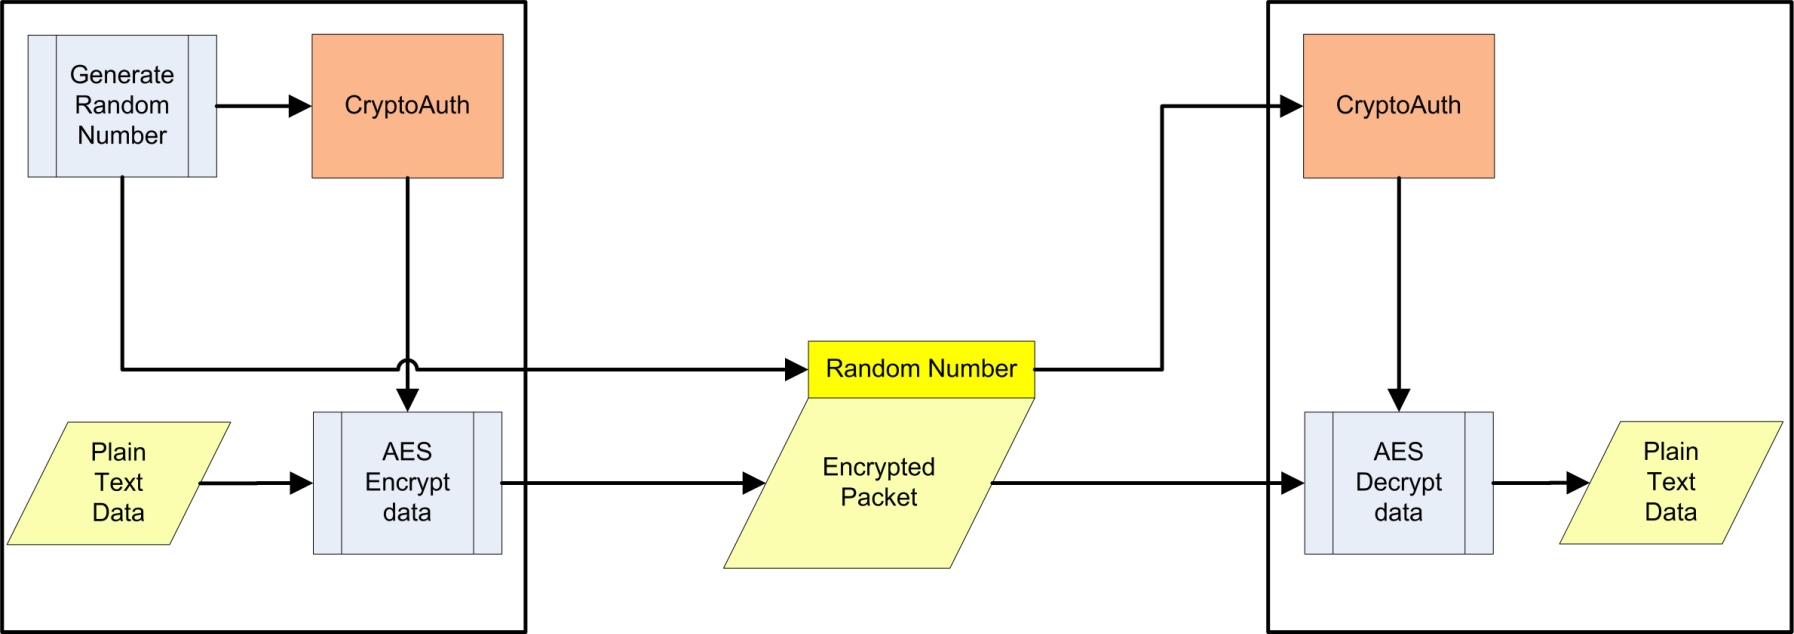 Generate
Random
Number
CryptoAuth
CryptoAuth
Random Number
Plain
Text
Data
AES
Encrypt
data
Encrypted
Packet
AES
Decrypt
data
Plain
Text
Data